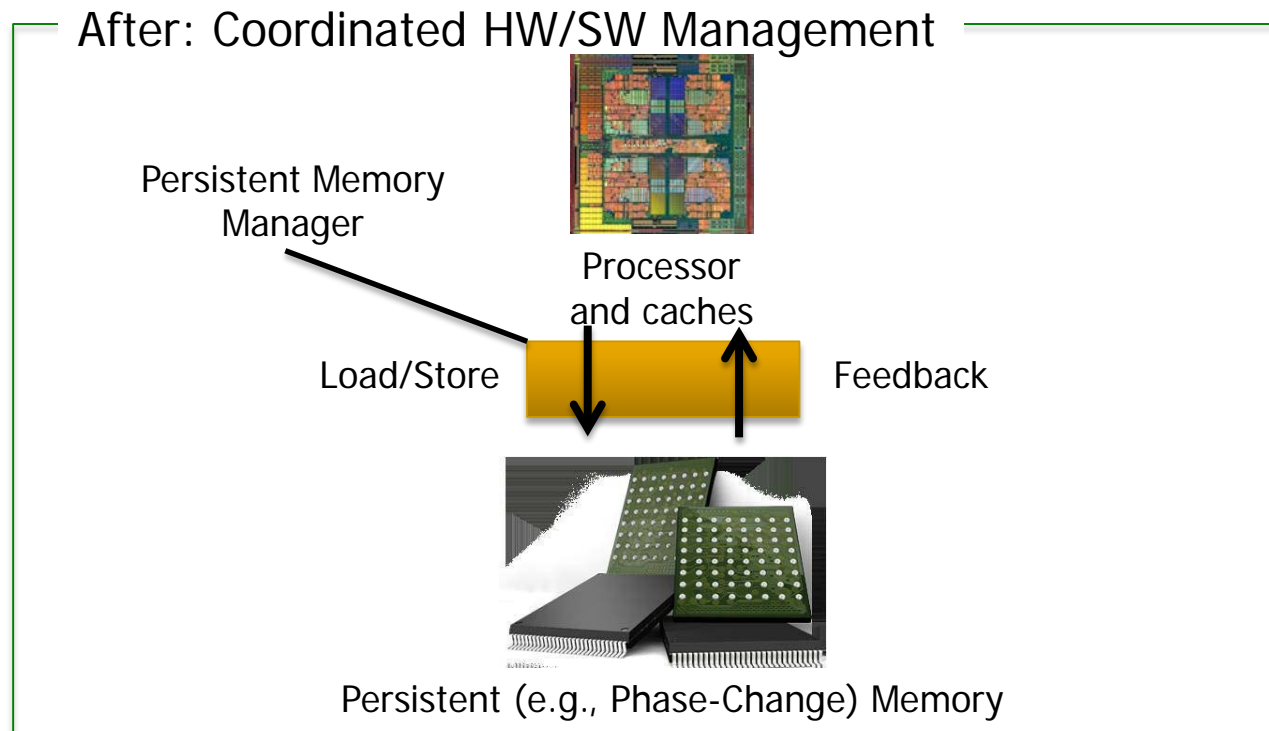 After: Coordinated HW/SW Management
Persistent Memory
Manager
Processor
and caches
Load/Store
Feedback
Persistent (e.g., Phase-Change) Memory